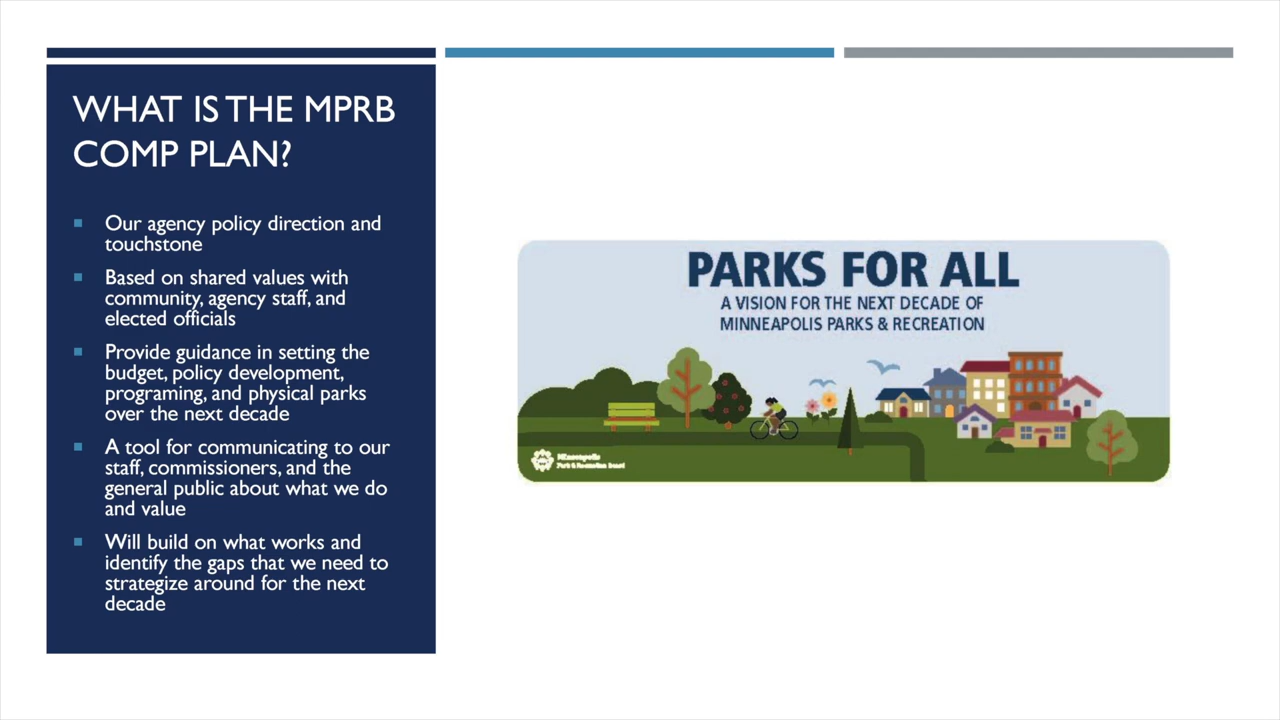 WHAT IS THE MPRB
COMP PLAN?
Our agency policy direction and
touchstone
Based on shared values with
community, agency staff, and
elected officials
Provide guidance in setting the
budget, policy development,
programing, and physical parks
over the next decade
A tool for communicating to our
staff, commissioners, and the
general public about what we do
and value
Will build on what works and
identify the gaps that we need to
strategize around for the next
decade
PARKS FOR ALL
A VISION FOR THE NEXT DECADE OF
MINNEAPOLIS PARKS & RECREATION
Minneapolis
Park & Recreation Board